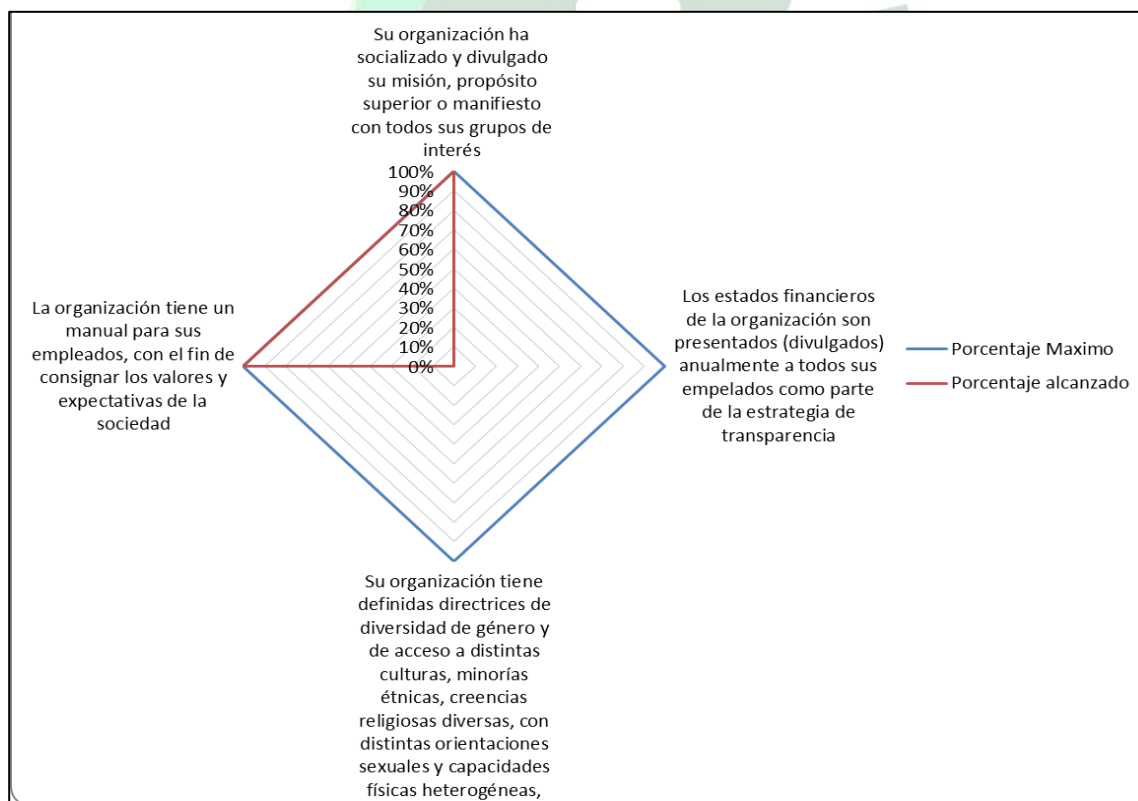 Su organización ha
socializado y divulgado
su misión, propósito
superior o manifiesto
con todos sus grupos de
interés
100%
90%
80%
70%
60%
50%
40%
30%
20%
10%
0%
La organización tiene un
manual para sus
empleados, con el fin de
consignar los valores y
expectativas de la
sociedad
Los estados financieros
de la organización son
presentados (divulgados)
anualmente a todos sus
empelados como parte
de la estrategia de
transparencia
Porcentaje Maximo
Porcentaje alcanzado
Su organización tiene
definidas directrices de
diversidad de género y
de acceso a distintas
culturas, minorías
étnicas, creencias
religiosas diversas, con
distintas orientaciones
sexuales y capacidades
físicas heterogéneas,